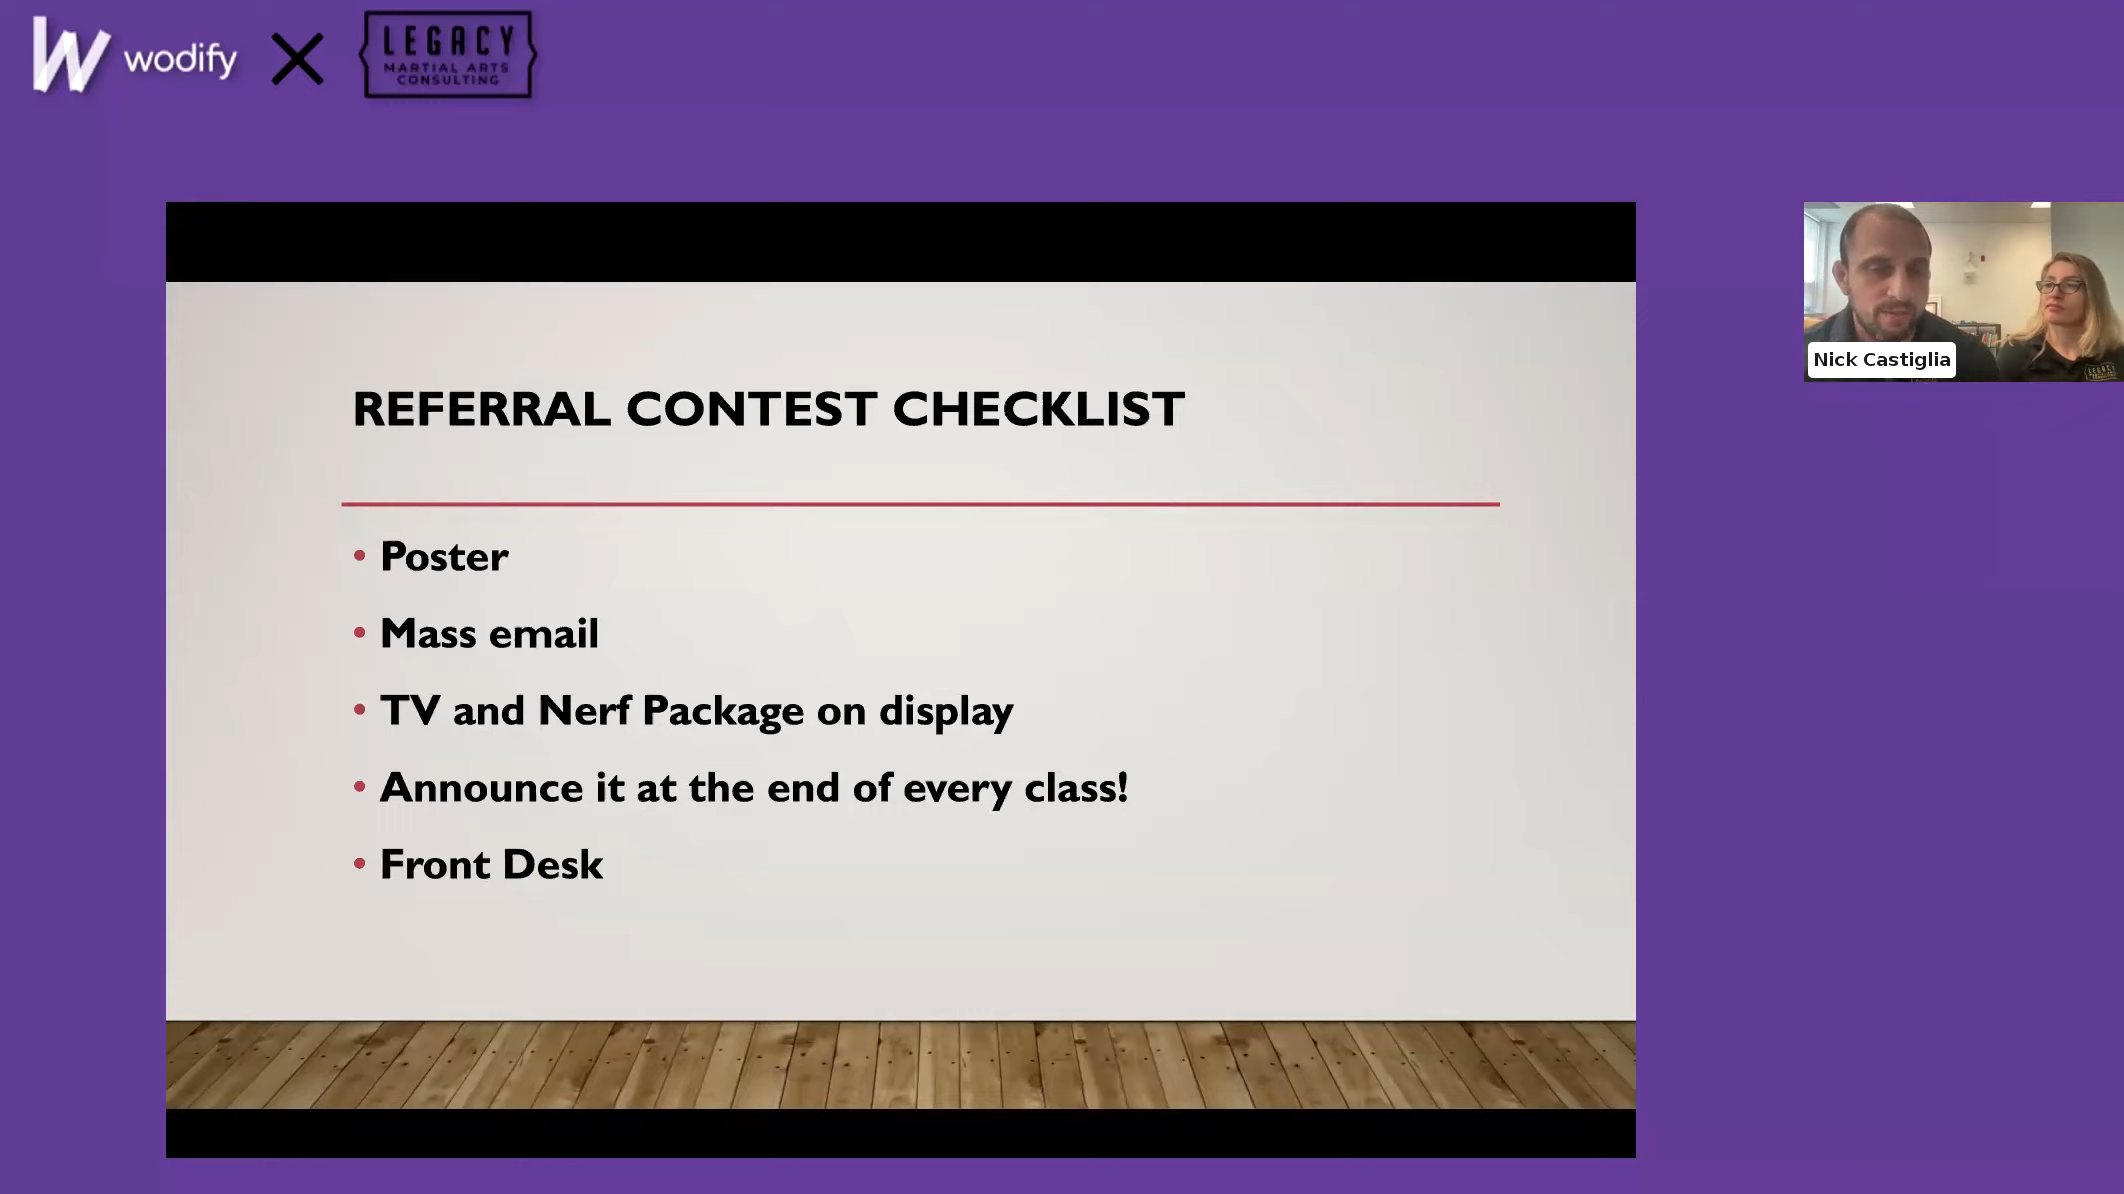 wodify
LEGACY
MARTIAL ARTS
CONSULTING
REFERRAL CONTEST CHECKLIST
• Poster
• Mass email
• TV and Nerf Package on display
• Announce it at the end of every class!
• Front Desk
Nick Castiglia
LEGACY